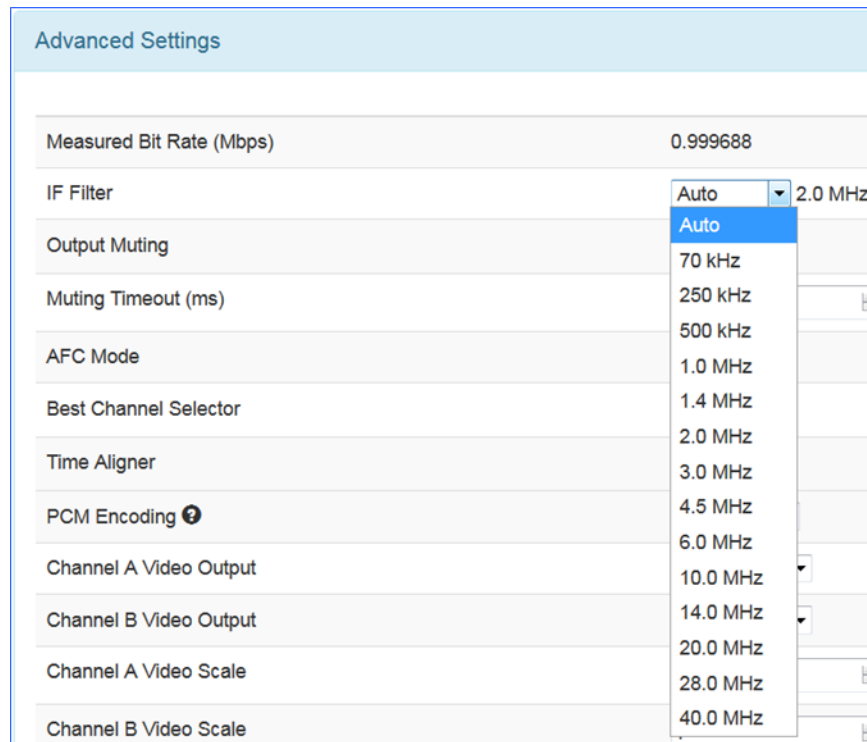 Advanced Settings
Measured Bit Rate (Mbps) 0.999688
IF Filter Auto 2.0 MHz
Auto
Output Muting
70 kHz
Muting Timeout (ms) 250 kHz
500 kHz
AFC Mode 1.0 MHz
Best Channel Selector 1.4 MHz
2.0 MHz
Time Aligner 3.0 MHz
PCM Encoding ? 4.5 MHz
6.0 MHz
Channel A Video Output 10.0 MHz
Channel B Video Output 14.0 MHz
20.0 MHz
Channel A Video Scale 28.0 MHz
Channel B Video Scale 40.0 MHz